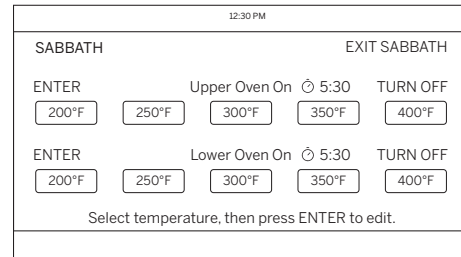 12:30 PM
SABBATH EXIT SABBATH
ENTER Upper Oven On 5:30 TURN OFF
200°F 250°F 300°F 350°F 400°F
ENTER Lower Oven On 5:30 TURN OFF
200°F 250°F 300°F 350°F 400°F
Select temperature, then press ENTER to edit.